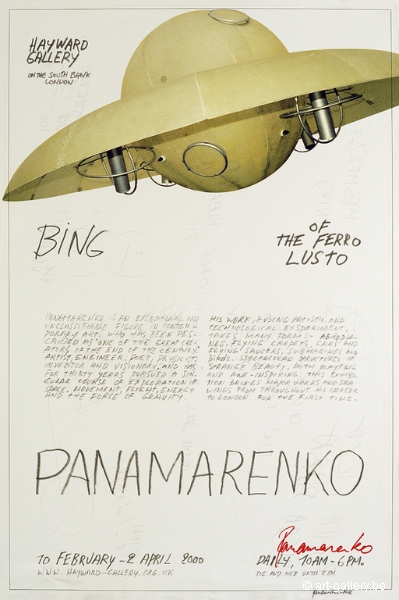 HAYWARD
GALLERY
ON THE SOUTH BANK
LONDON
BING
OF
THE FERRO
LUSTO
PANAMARENKO IS AN EXCEPTIONAL AND
UNCLASSIFIABLE FIGURE IN CONTEM-
PORARY ART, WHO HAS BEEN DES-
CRIBED AS ONE OF THE GREAT CRE-
ATORS OF THE END OF THE CENTURY.
ARTIST, ENGINEER, POET, PHYSICIST,
INVENTOR AND VISIONARY, AND HAS
FOR THIRTY YEARS PURSUED A SIN-
GULAR COURSE OF EXPLORATION OF
SPACE, MOVEMENT, FLIGHT, ENERGY
AND THE FORCE OF GRAVITY.
HIS WORK, FUSING ARTISTIC AND
TECHNOLOGICAL EXPERIMENT,
TAKES MANY FORMS - AEROPLA-
NES, FLYING CARPETS, CARS AND
FLYING SAUCERS, SUBMARINES AND
BIRDS. SPECTACULAR STRUCTURES OF
STRANGE BEAUTY, BOTH PLAYFUL
AND AWE-INSPIRING. THIS EXHIBI-
TION BRINGS MAJOR WORKS AND DRA-
WINGS FROM THROUGHOUT HIS CAREER
TO LONDON FOR THE FIRST TIME.
PANAMARENKO
Panamarenko
10 FEBRUARY-2 APRIL 2000
DAILY, 10AM-6PM.
WWW.HAYWARD-GALLERY.ORG.UK
TUE AND WED UNTIL 8 PM
© art-gallery.be